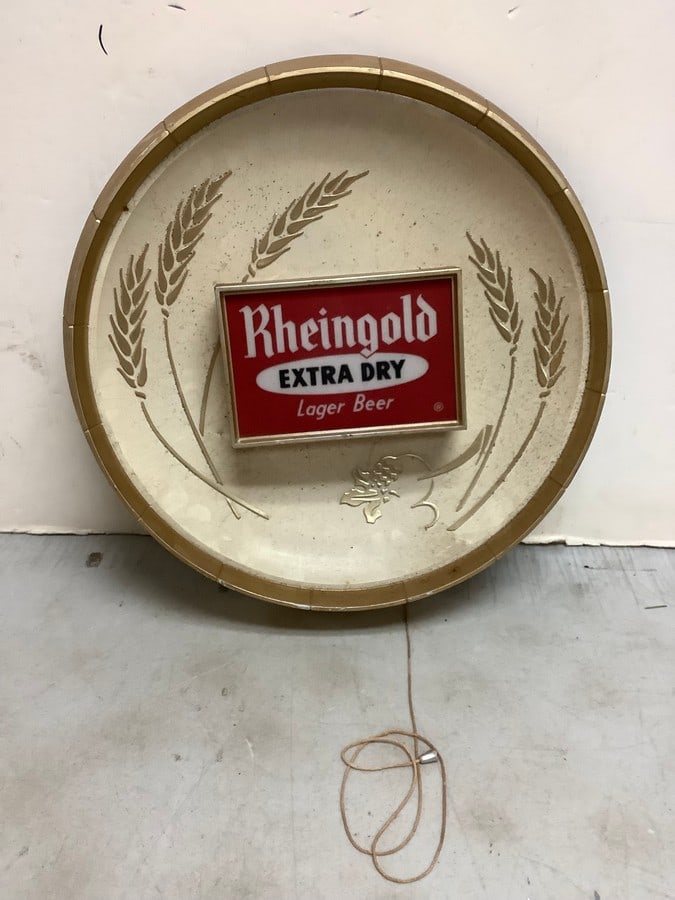 Rheingold
EXTRA DRY
Lager Beer ®